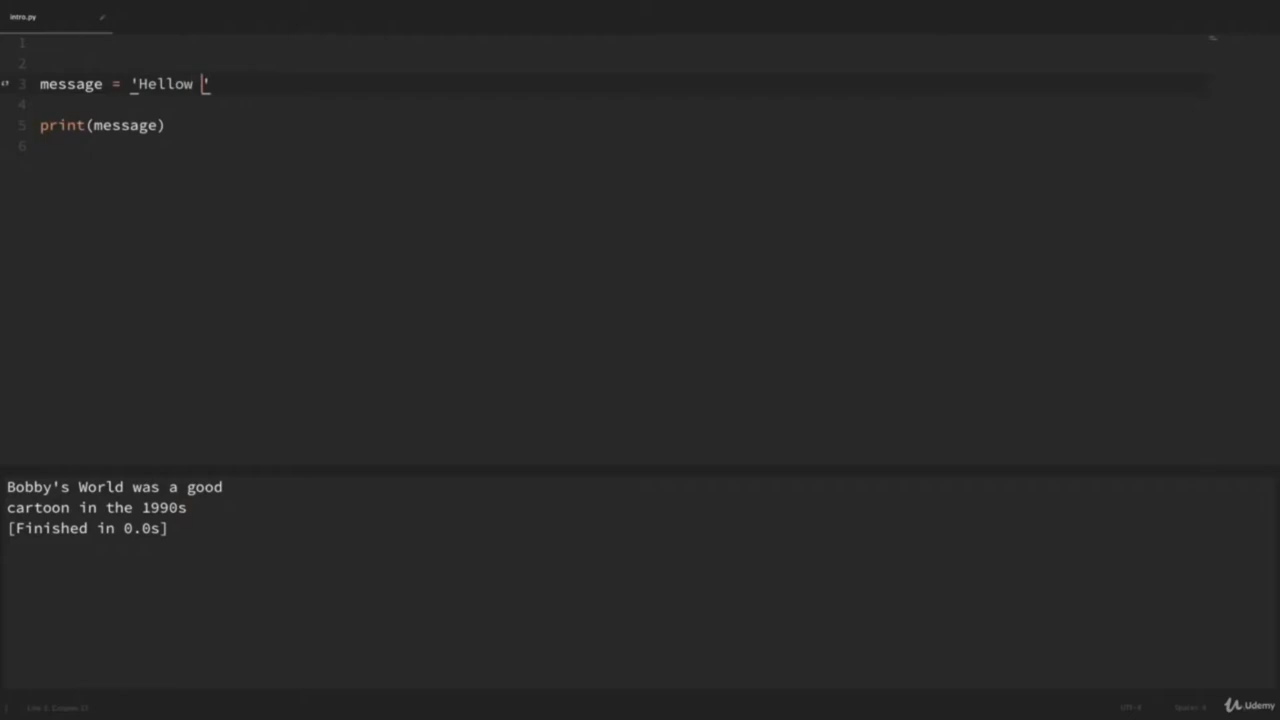 intro.py
1
2
3 message = 'Hellow '
4
5 print(message)
6
Bobby's World was a good
cartoon in the 1990s
[Finished in 0.0s]
Udemy